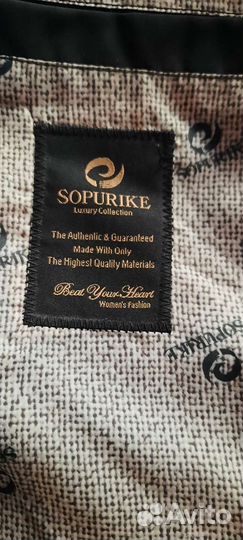 SOPURIKE
Luxury Collection
The Authentic & Guaranteed
Made With Only
The Highest Quality Materials
Beat Your Heart
Women's Fashion
SOPURIKE
Avito